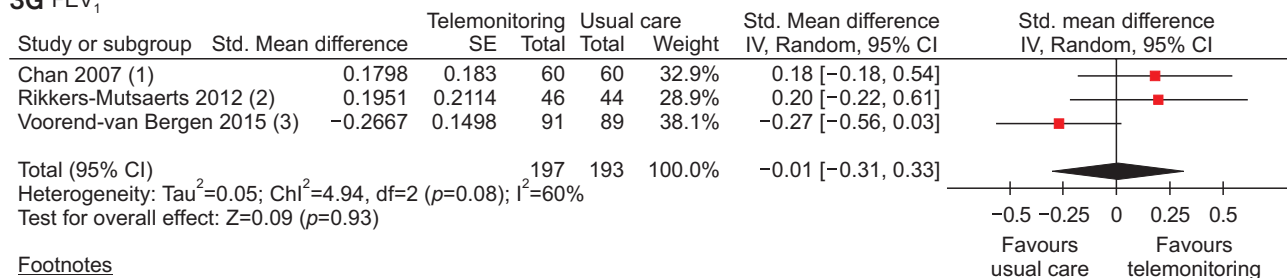 3G FEV1
Telemonitoring Usual care Std. Mean difference Std. mean difference
Study or subgroup Std. Mean difference SE Total Total Weight IV, Random, 95% CI IV, Random, 95% CI
Chan 2007 (1) 0.1798 0.183 60 60 32.9% 0.18 [−0.18, 0.54]
Rikkers-Mutsaerts 2012 (2) 0.1951 0.2114 46 44 28.9% 0.20 [−0.22, 0.61]
Voorend-van Bergen 2015 (3) −0.2667 0.1498 91 89 38.1% −0.27 [−0.56, 0.03]
Total (95% CI) 197 193 100.0% −0.01 [−0.31, 0.33]
Heterogeneity: Tau2=0.05; ChI2=4.94, df=2 (p=0.08); I2=60%
Test for overall effect: Z=0.09 (p=0.93)
−0.5 −0.25 0 0.25 0.5
Favours Favours
Footnotes usual care telemonitoring